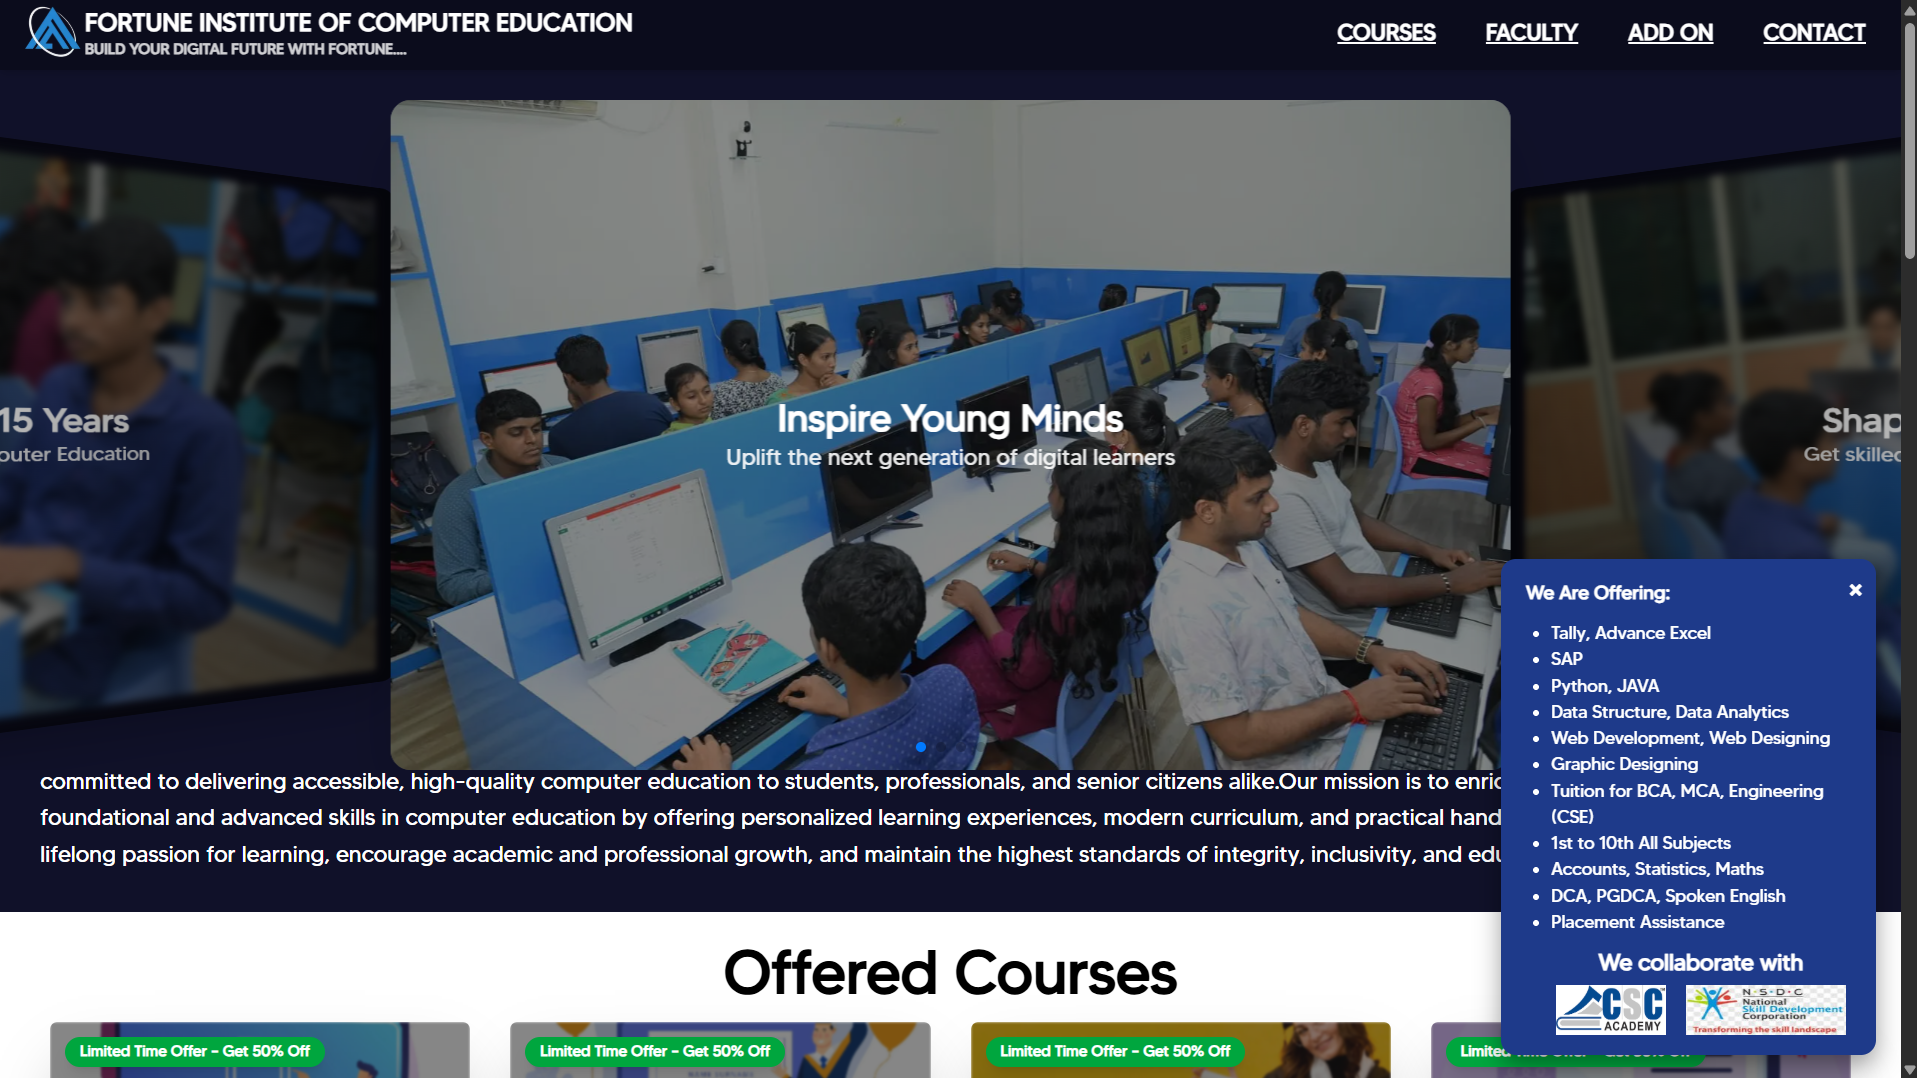 FORTUNE INSTITUTE OF COMPUTER EDUCATION
BUILD YOUR DIGITAL FUTURE WITH FORTUNE....
COURSES
FACULTY
ADD ON
CONTACT
15 Years
Education
Inspire Young Minds
Uplift the next generation of digital learners
Get
committed to delivering accessible, high-quality computer education to students, professionals, and senior citizens alike.Our mission is to
foundational and advanced skills in computer education by offering personalized learning experiences, modern curriculum, and practical
lifelong passion for learning, encourage academic and professional growth, and maintain the highest standards of integrity, inclusivity, and
We Are Offering:
Tally, Advance Excel
SAP
Python, JAVA
Data Structure, Data Analytics
Web Development, Web Designing
Graphic Designing
Tuition for BCA, MCA, Engineering
(CSE)
1st to 10th All Subjects
Accounts, Statistics, Maths
DCA, PGDCA, Spoken English
Placement Assistance
We collaborate with
CSC
ACADEMY
N·S·D·C
National
Skill Development
Corporation
Transforming the skill landscape
Offered Courses
Limited Time Offer - Get 50% Off
Limited Time Offer - Get 50% Off
Limited Time Offer - Get 50% Off